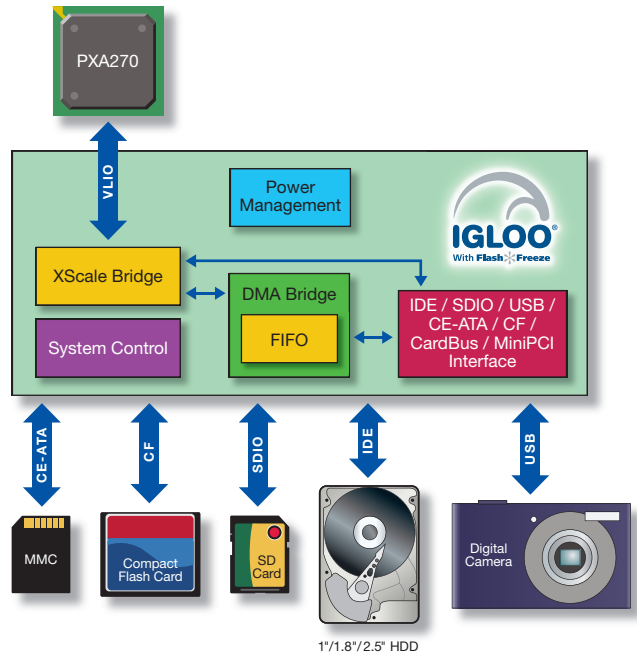 PXA270
VLIO
Power
Management
IGLOO®
With Flash Freeze
XScale Bridge
DMA Bridge
FIFO
IDE / SDIO / USB /
CE-ATA / CF /
CardBus / MiniPCI
Interface
System Control
CE-ATA
CF
SDIO
IDE
USB
MMC
Compact
Flash Card
SD
Card
Digital
Camera
1"/1.8"/2.5" HDD